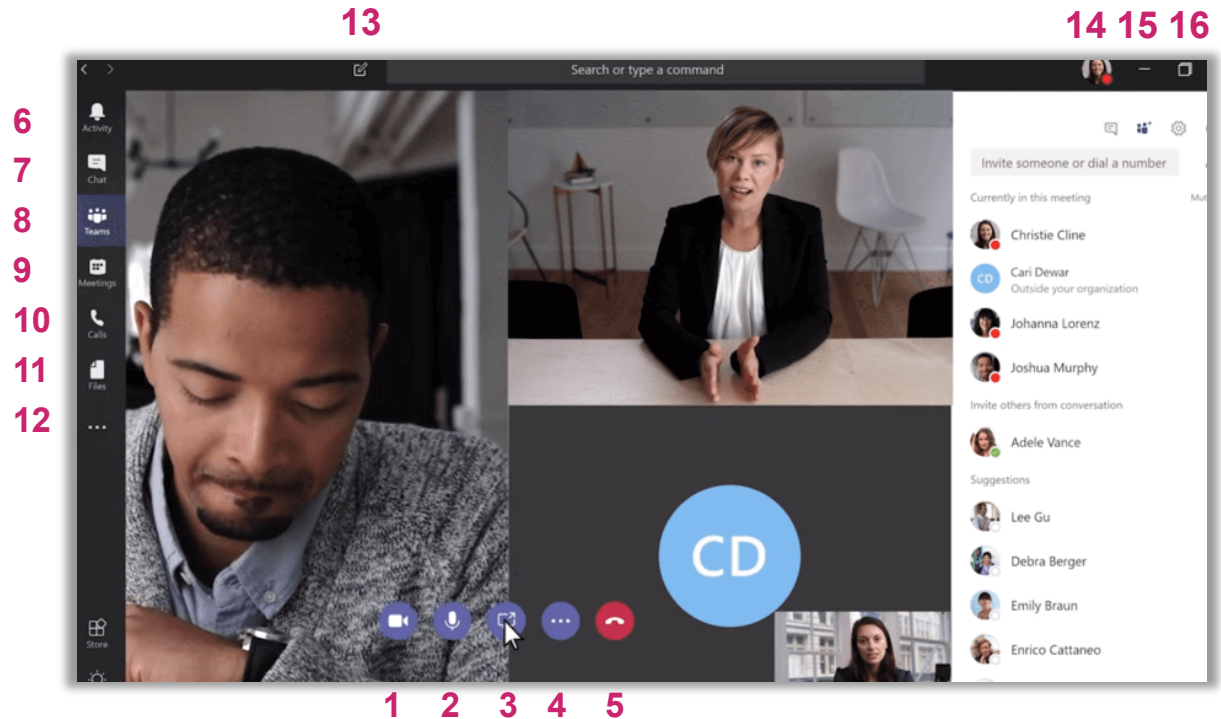 13
14 15 16
Search or type a command
6
Activity
7
Chat
8
Teams
9
Meetings
10
Calls
11
Files
12
Store
Invite someone or dial a number
Currently in this meeting
Mut
Christie Cline
CD
Cari Dewar
Outside your organization
Johanna Lorenz
Joshua Murphy
Invite others from conversation
Adele Vance
Suggestions
Lee Gu
Debra Berger
Emily Braun
Enrico Cattaneo
CD
1 2 3 4 5